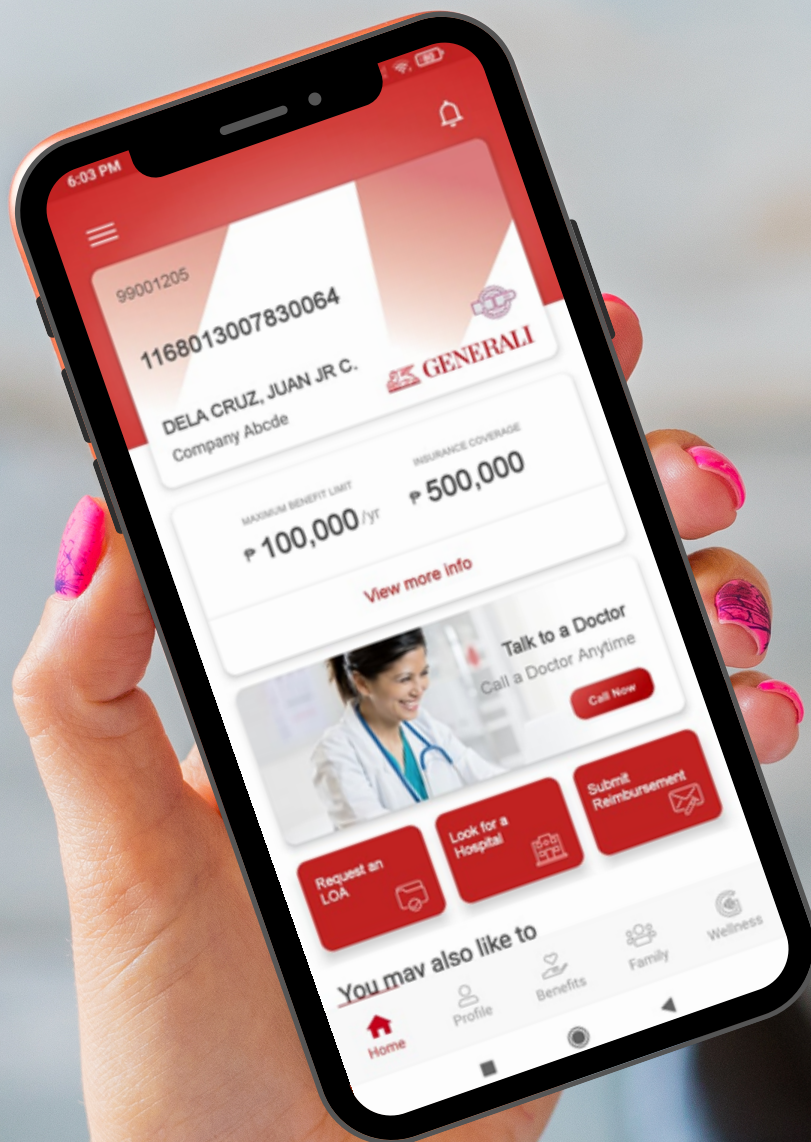 6:03 PM
80
99001205
1168013007830064
DELA CRUZ, JUAN JR C.
Company Abcde
GENERALI
MAXIMUM BENEFIT LIMIT
₱ 100,000/yr
INSURANCE COVERAGE
₱ 500,000
View more info
Talk to a Doctor
Call a Doctor Anytime
Call Now
Request an
LOA
Look for a
Hospital
Submit
Reimbursement
You may also like to
Home
Profile
Benefits
Family
Wellness